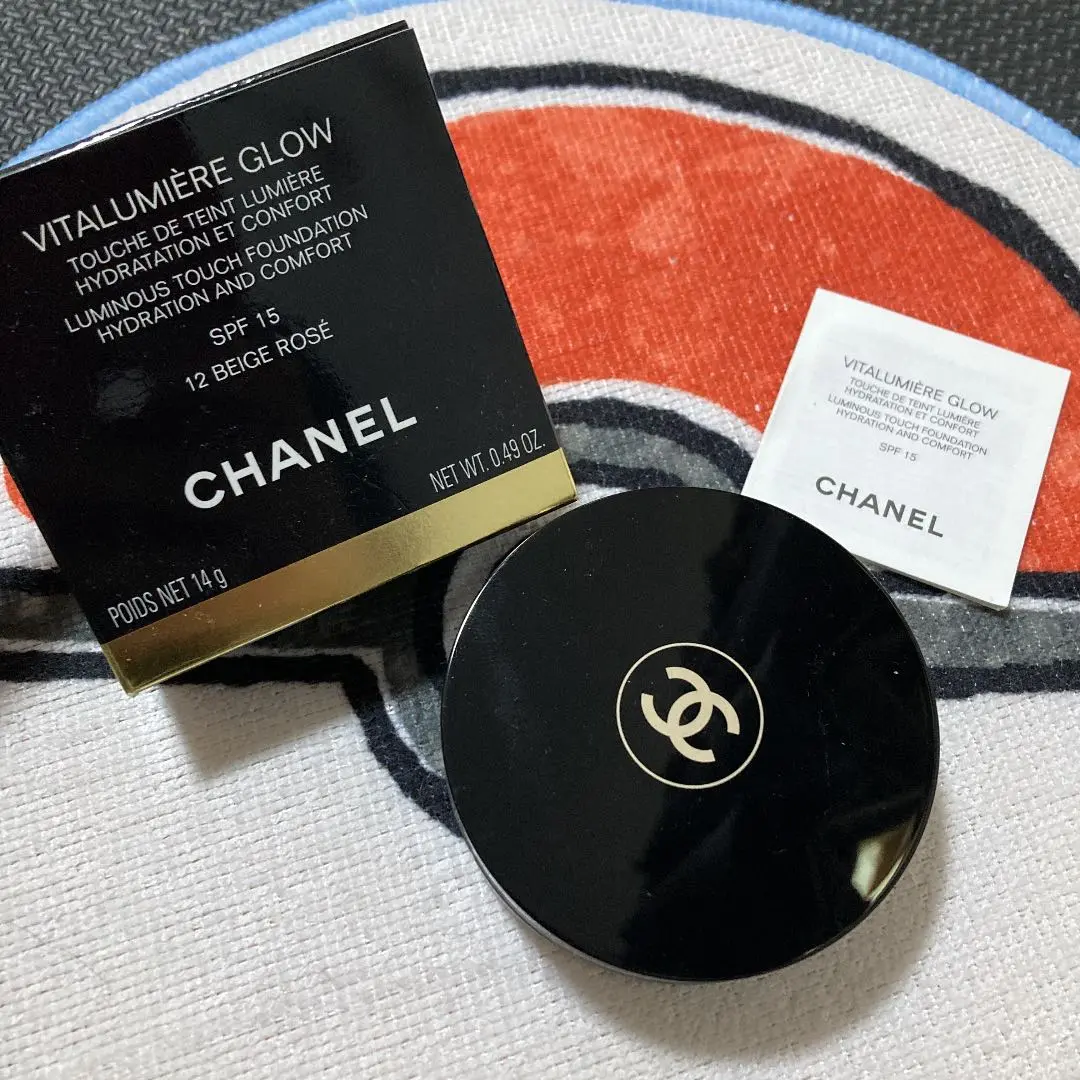 VITALUMIÈRE GLOW
TOUCHE DE TEINT LUMIÈRE
HYDRATATION ET CONFORT
LUMINOUS TOUCH FOUNDATION
HYDRATION AND COMFORT
SPF 15
12 BEIGE ROSÉ
CHANEL
POIDS NET 14 g
NET WT. 0.49 OZ.
VITALUMIÈRE GLOW
TOUCHE DE TEINT LUMIÈRE
HYDRATATION ET CONFORT
LUMINOUS TOUCH FOUNDATION
HYDRATION AND COMFORT
SPF 15
CHANEL